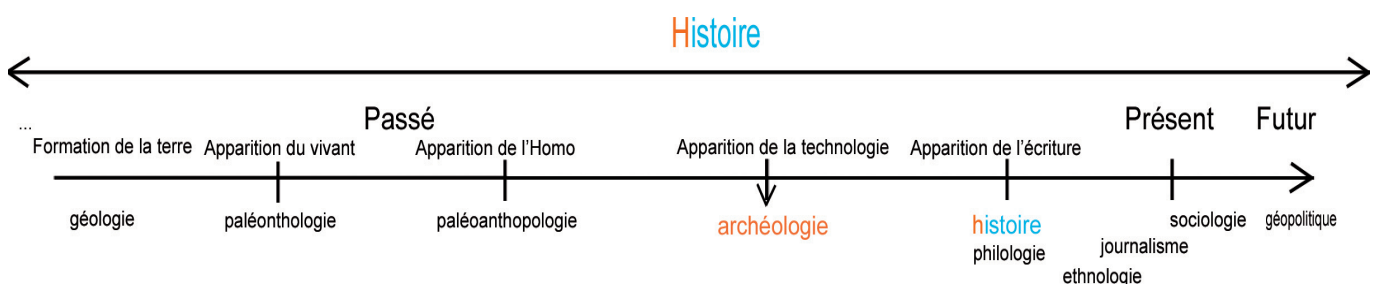 Histoire
Passé
Présent
Futur
...
Formation de la terre
Apparition du vivant
Apparition de l'Homo
Apparition de la technologie
Apparition de l'écriture
géologie
paléonthologie
paléoanthopologie
archéologie
histoire
philologie
ethnologie
journalisme
sociologie
géopolitique